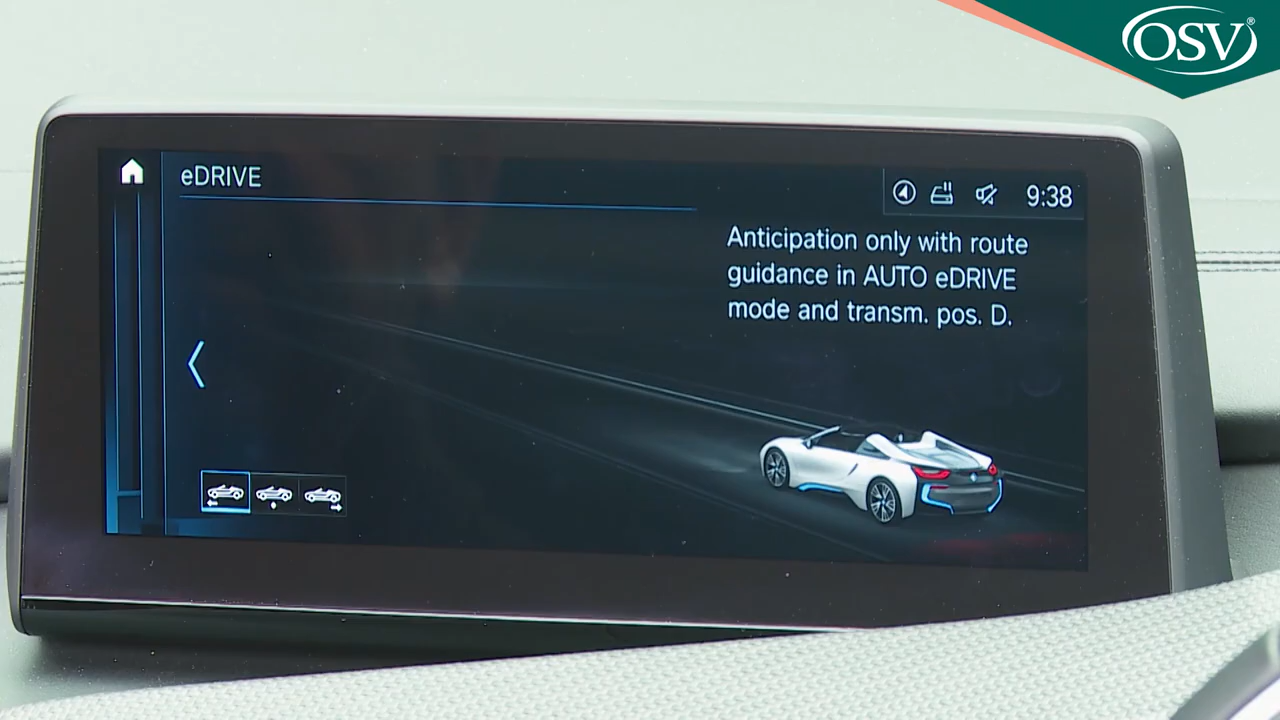 OSV®
eDRIVE
9:38
Anticipation only with route
guidance in AUTO eDRIVE
mode and transm. pos. D.